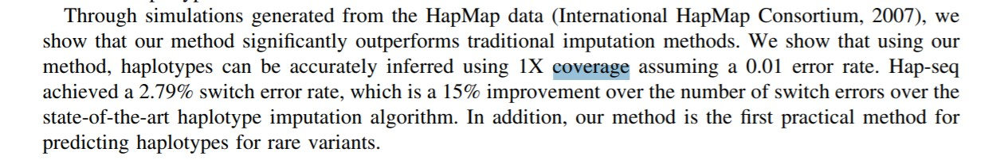 Through simulations generated from the HapMap data (International HapMap Consortium, 2007), we
show that our method significantly outperforms traditional imputation methods. We show that using our
method, haplotypes can be accurately inferred using 1X coverage assuming a 0.01 error rate. Hap-seq
achieved a 2.79% switch error rate, which is a 15% improvement over the number of switch errors over the
state-of-the-art haplotype imputation algorithm. In addition, our method is the first practical method for
predicting haplotypes for rare variants.